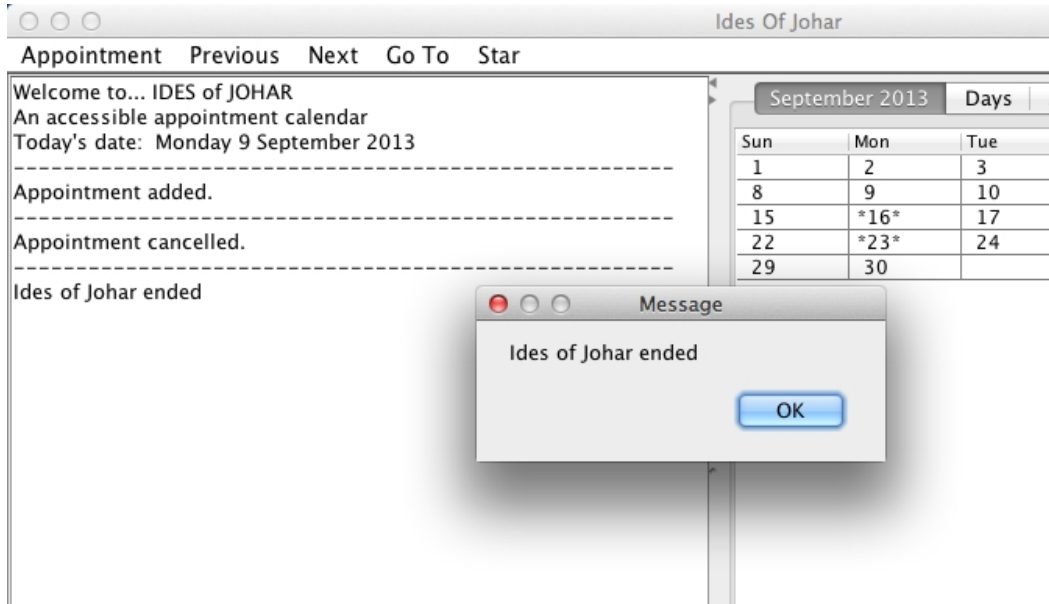 Ides Of Johar
Appointment Previous Next Go To Star
Welcome to... IDES of JOHAR
An accessible appointment calendar
Today's date: Monday 9 September 2013
------------------------------------------------------
Appointment added.
------------------------------------------------------
Appointment cancelled.
------------------------------------------------------
Ides of Johar ended
September 2013 Days
Sun Mon Tue
1 2 3
8 9 10
15 *16* 17
22 *23* 24
29 30
Message
Ides of Johar ended
OK